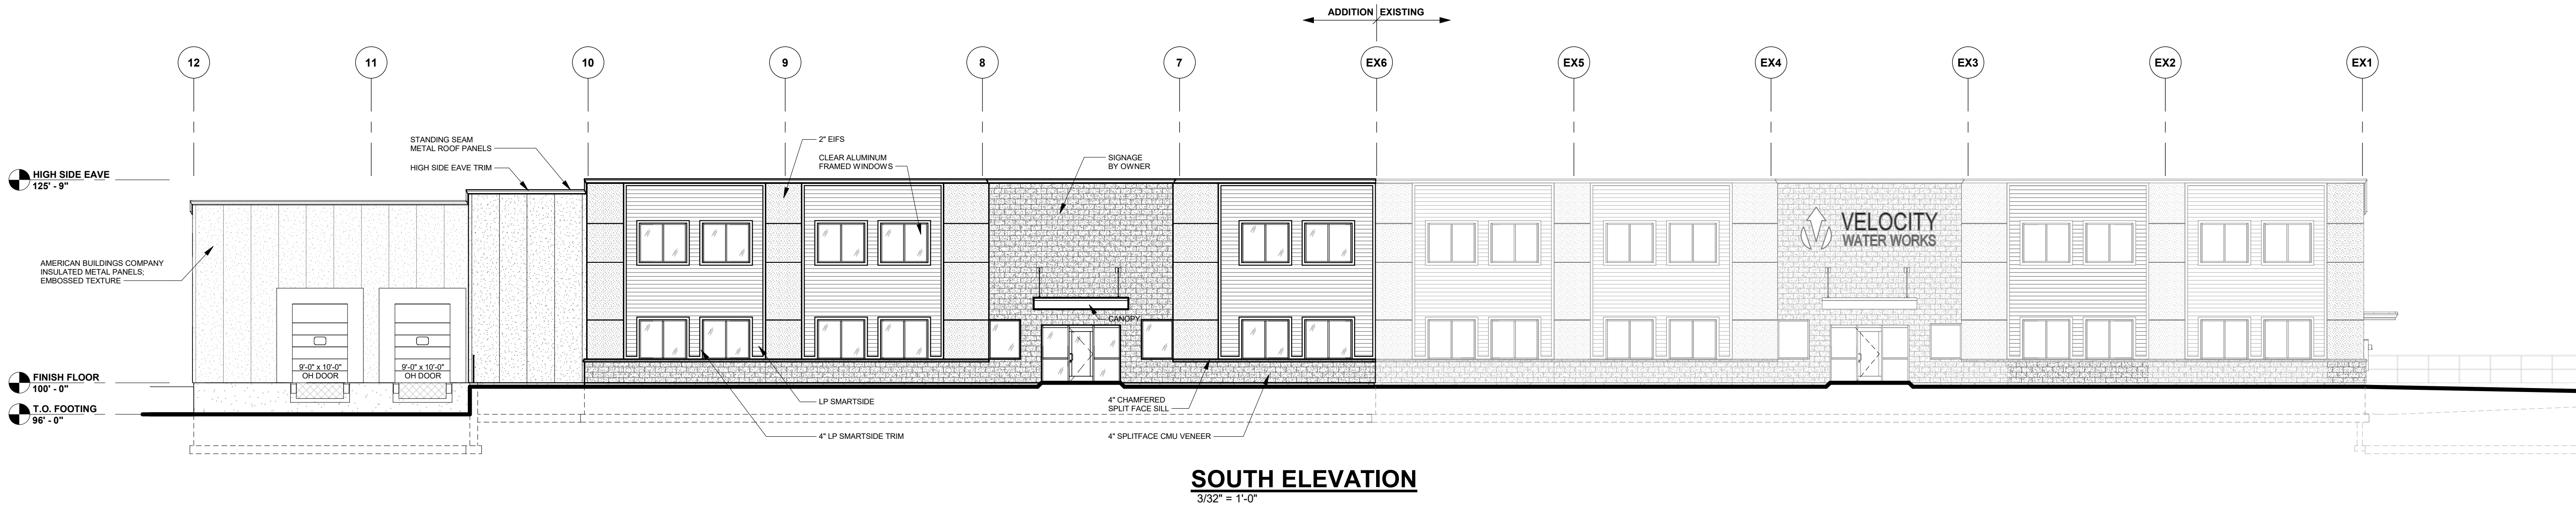 ADDITION EXISTING
12
11
10
9
8
7
EX6
EX5
EX4
EX3
EX2
EX1
STANDING SEAM
METAL ROOF PANELS
HIGH SIDE EAVE TRIM
2" EIFS
CLEAR ALUMINUM
FRAMED WINDOWS
SIGNAGE
BY OWNER
HIGH SIDE EAVE
125' - 9"
VELOCITY
WATER WORKS
AMERICAN BUILDINGS COMPANY
INSULATED METAL PANELS;
EMBOSSED TEXTURE
CANOPY
9'-0" x 10'-0"
OH DOOR
9'-0" x 10'-0"
OH DOOR
FINISH FLOOR
100' - 0"
T.O. FOOTING
96' - 0"
LP SMARTSIDE
4" LP SMARTSIDE TRIM
4" CHAMFERED
SPLIT FACE SILL
4" SPLITFACE CMU VENEER
SOUTH ELEVATION
3/32" = 1'-0"